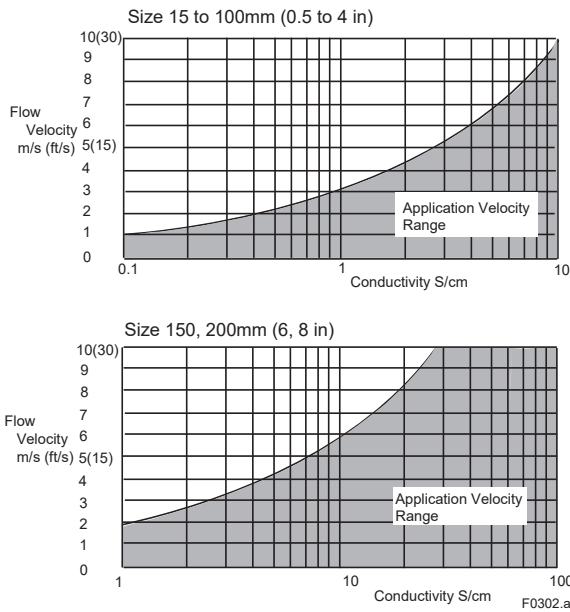 Size 15 to 100mm (0.5 to 4 in)
10(30)
9
8
7
Flow
Velocity
m/s (ft/s)
6
5(15)
4
3
2
1
0
Application Velocity
Range
0.1
1
10
Conductivity S/cm
Size 150, 200mm (6, 8 in)
10(30)
9
8
7
Flow
Velocity
m/s (ft/s)
6
5(15)
4
3
2
1
0
Application Velocity
Range
1
10
100
Conductivity S/cm
F0302.a